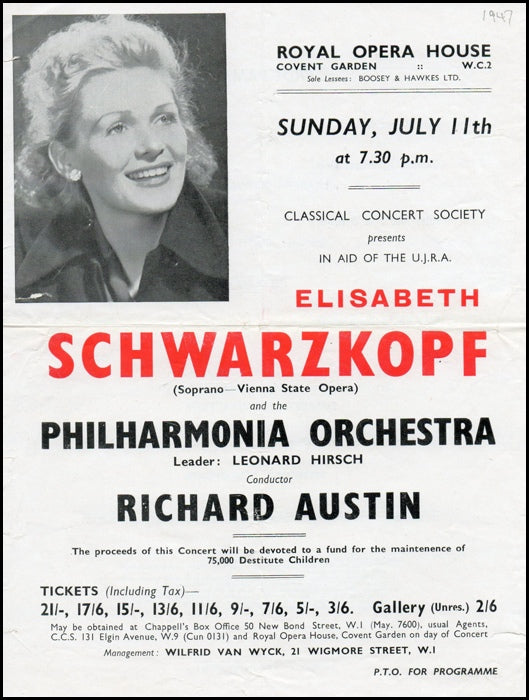 1947
ROYAL OPERA HOUSE
COVENT GARDEN :: W.C.2
Sole Lessees: BOOSEY & HAWKES LTD.
SUNDAY, JULY 11th
at 7.30 p.m.
CLASSICAL CONCERT SOCIETY
presents
IN AID OF THE U.J.R.A.
ELISABETH
SCHWARZKOPF
(Soprano—Vienna State Opera)
and the
PHILHARMONIA ORCHESTRA
Leader: LEONARD HIRSCH
Conductor
RICHARD AUSTIN
The proceeds of this Concert will be devoted to a fund for the maintenence of
75,000 Destitute Children
TICKETS (Including Tax)—
21/-, 17/6, 15/-, 13/6, 11/6, 9/-, 7/6, 5/-, 3/6. Gallery (Unres.) 2/6
May be obtained at Chappell's Box Office 50 New Bond Street, W.1 (May. 7600), usual Agents,
C.C.S. 131 Elgin Avenue, W.9 (Cun 0131) and Royal Opera House, Covent Garden on day of Concert
Management: WILFRID VAN WYCK, 21 WIGMORE STREET, W.1
P.T.O. FOR PROGRAMME